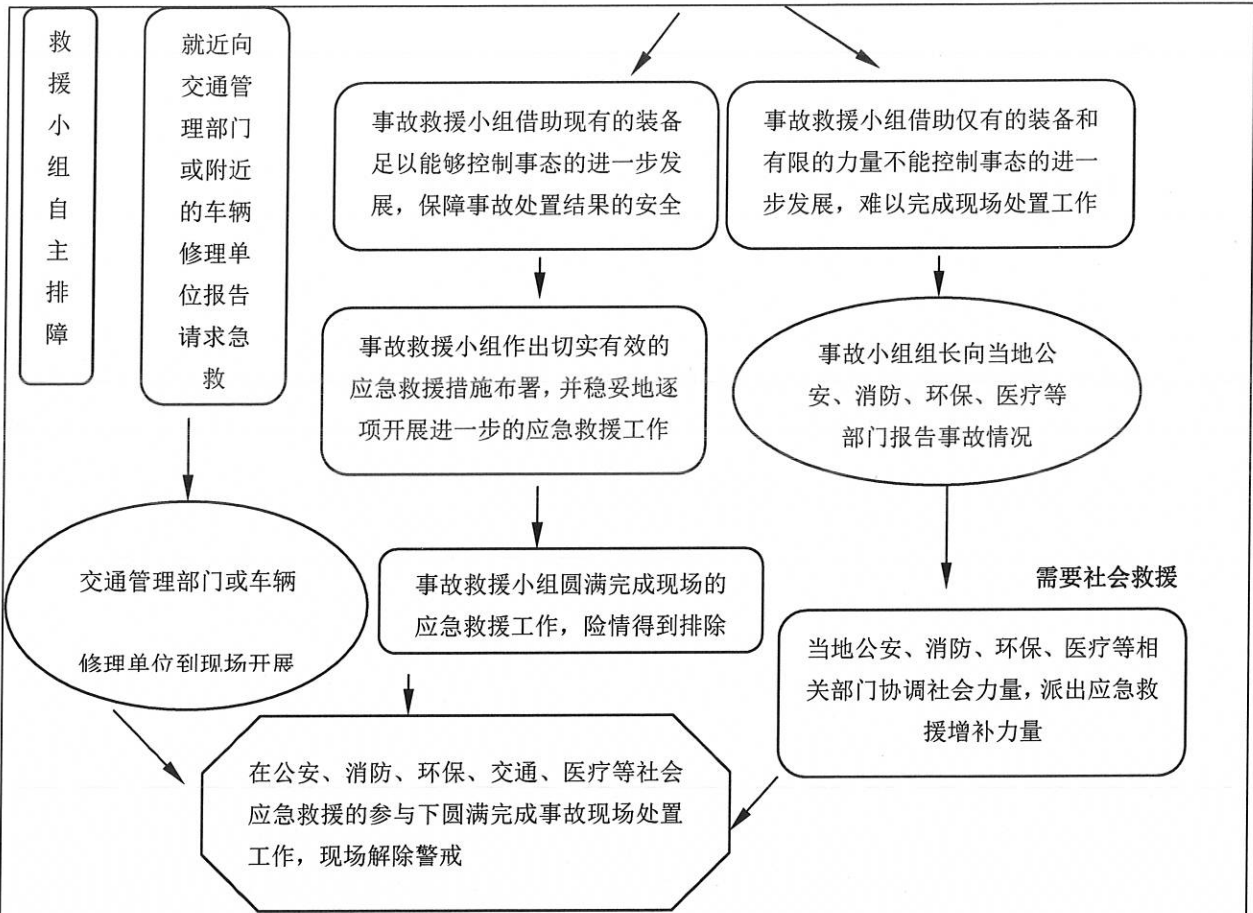 救
援
小
组
自
主
排
障
就近向
交通管
理部门
或附近
的车辆
修理单
位报告
请求急
救
事故救援小组借助现有的装备
足以能够控制事态的进一步发
展，保障事故处置结果的安全
事故救援小组借助仅有的装备和
有限的力量不能控制事态的进一
步发展，难以完成现场处置工作
事故救援小组作出切实有效的
应急救援措施布署，并稳妥地逐
项开展进一步的应急救援工作
事故小组组长向当地公
安、消防、环保、医疗等
部门报告事故情况
交通管理部门或车辆
修理单位到现场开展
事故救援小组圆满完成现场的
应急救援工作，险情得到排除
需要社会救援
当地公安、消防、环保、医疗等相
关部门协调社会力量，派出应急救
援增补力量
在公安、消防、环保、交通、医疗等社会
应急救援的参与下圆满完成事故现场处置
工作，现场解除警戒